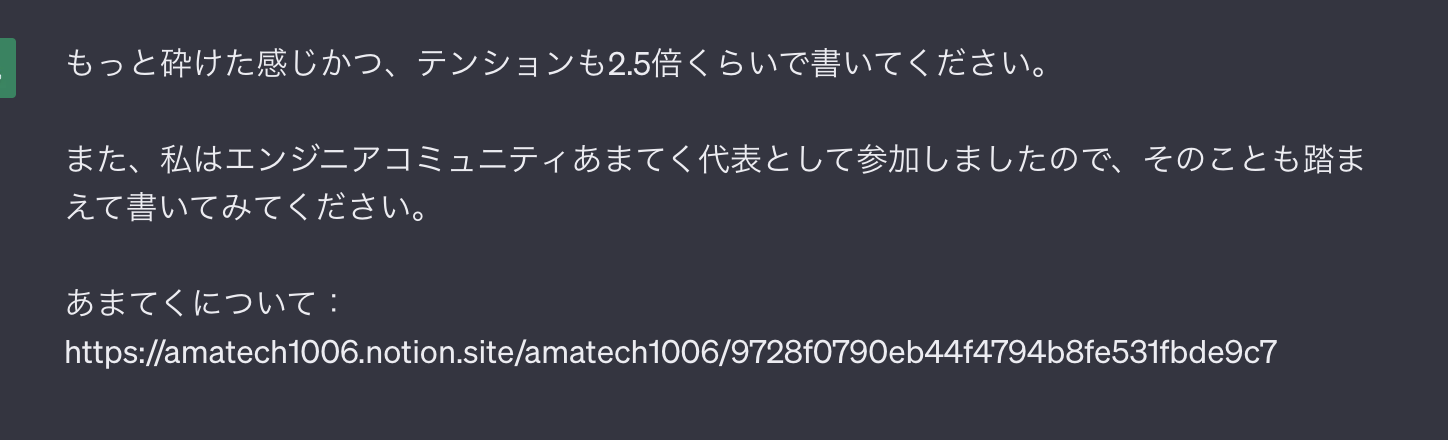 もっと砕けた感じかつ、テンションも2.5倍くらいで書いてください。
また、私はエンジニアコミュニティあまてく代表として参加しましたので、そのことも踏ま
えて書いてみてください。
あまてくについて：
https://amatech1006.notion.site/amatech1006/9728f0790eb44f4794b8fe531fbde9c7